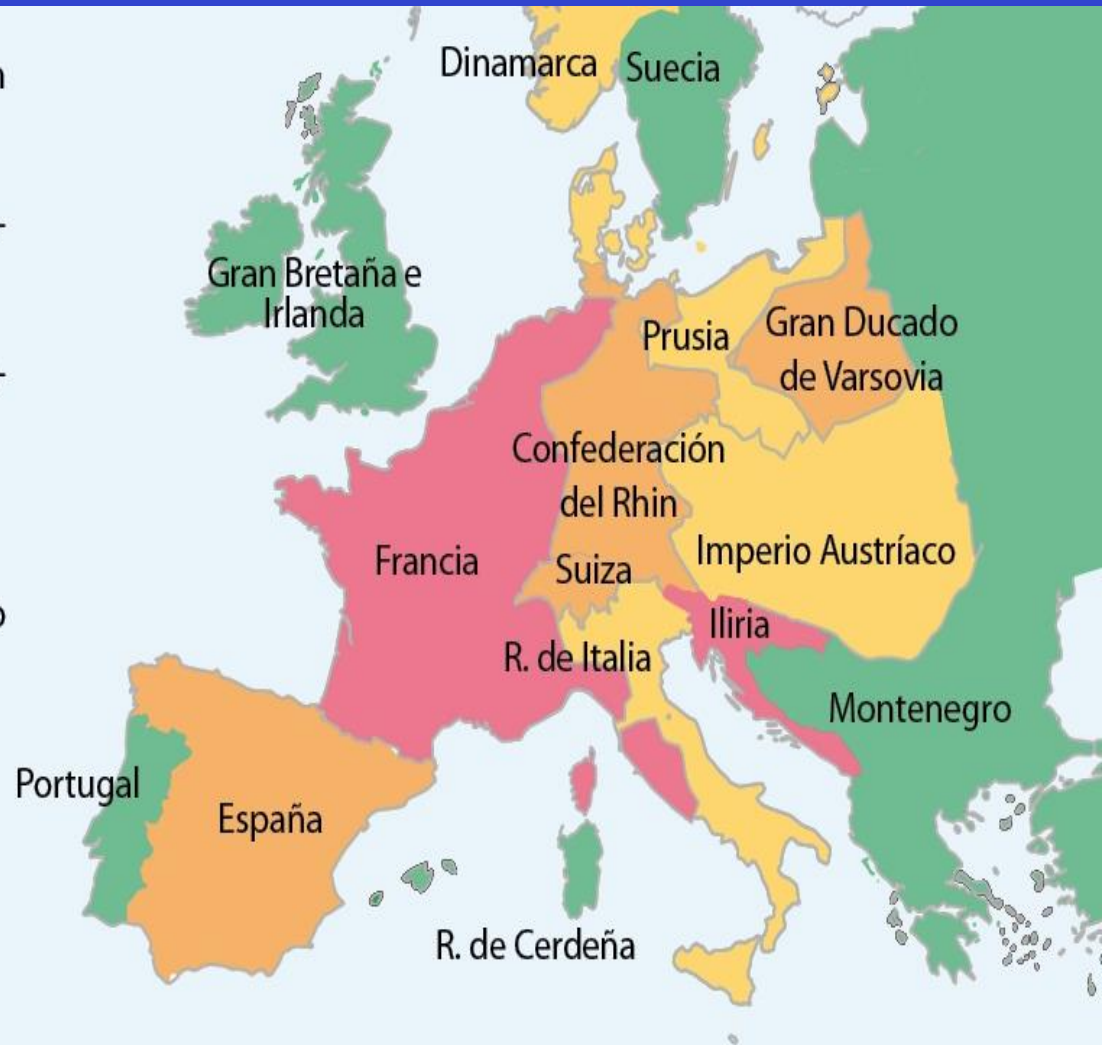 Dinamarca
Suecia
Gran Bretaña e
Irlanda
Prusia
Gran Ducado
de Varsovia
Confederación
del Rhin
Francia
Suiza
Imperio Austríaco
Iliria
R. de Italia
Montenegro
Portugal
España
R. de Cerdeña